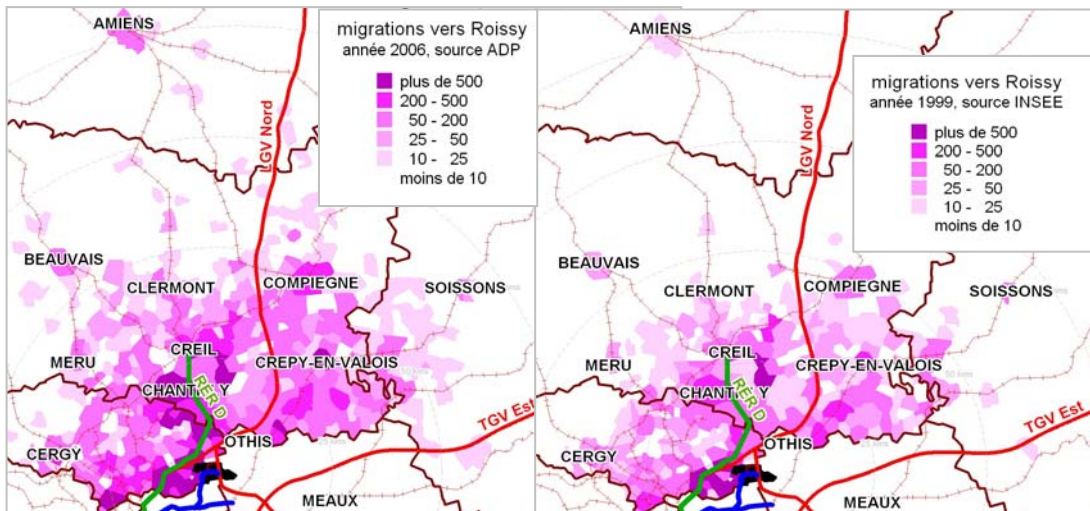 AMIENS
LGV Nord
migrations vers Roissy
année 2006, source ADP
plus de 500
200 - 500
50 - 200
25 - 50
10 - 25
moins de 10
BEAUVAIS
CLERMONT
COMPIEGNE
SOISSONS
MERU
CREIL
CREPY-EN-VALOIS
RER D
OTHIS
TGV Est
CERGY
MEAUX
AMIENS
LGV Nord
migrations vers Roissy
année 1999, source INSEE
plus de 500
200 - 500
50 - 200
25 - 50
10 - 25
moins de 10
BEAUVAIS
CLERMONT
COMPIEGNE
SOISSONS
MERU
CREIL
CREPY-EN-VALOIS
RER D
OTHIS
TGV Est
CERGY
MEAUX